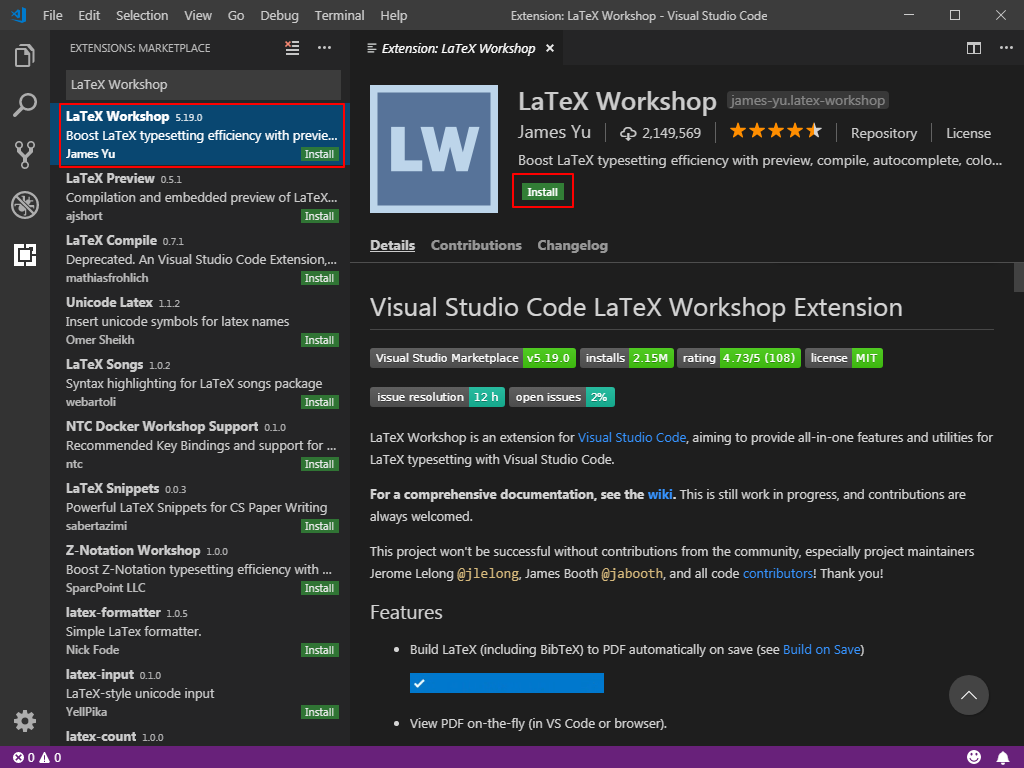 File Edit Selection View Go Debug Terminal Help
Extension: LaTeX Workshop - Visual Studio Code
EXTENSIONS: MARKETPLACE
LaTeX Workshop
LaTeX Workshop 5.19.0
Boost LaTeX typesetting efficiency with previe...
James Yu Install
LaTeX Preview 0.5.1
Compilation and embedded preview of LaTeX...
ajshort Install
LaTeX Compile 0.7.1
Deprecated. An Visual Studio Code Extension,...
mathiasfrohlich Install
Unicode Latex 1.1.2
Insert unicode symbols for latex names
Omer Sheikh Install
LaTeX Songs 1.0.2
Syntax highlighting for LaTeX songs package
webartoli Install
NTC Docker Workshop Support 0.1.0
Recommended Key Bindings and support for ...
ntc Install
LaTeX Snippets 0.0.3
Powerful LaTeX Snippets for CS Paper Writing
sabertazimi Install
Z-Notation Workshop 1.0.0
Boost Z-Notation typesetting efficiency with ...
SparcPoint LLC Install
latex-formatter 1.0.5
Simple LaTex formatter.
Nick Fode Install
latex-input 0.1.0
LaTeX-style unicode input
YellPika Install
latex-count 1.0.0
Extension: LaTeX Workshop
LW
LaTeX Workshop james-yu.latex-workshop
James Yu 2,149,569 Repository License
Boost LaTeX typesetting efficiency with preview, compile, autocomplete, colo...
Install
Details Contributions Changelog
Visual Studio Code LaTeX Workshop Extension
Visual Studio Marketplace v5.19.0 installs 2.15M rating 4.73/5 (108) license MIT
issue resolution 12 h open issues 2%
LaTeX Workshop is an extension for Visual Studio Code, aiming to provide all-in-one features and utilities for
LaTeX typesetting with Visual Studio Code.
For a comprehensive documentation, see the wiki. This is still work in progress, and contributions are
always welcomed.
This project won't be successful without contributions from the community, especially project maintainers
Jerome Lelong @jlelong, James Booth @jabooth, and all code contributors! Thank you!
Features
• Build LaTeX (including BibTeX) to PDF automatically on save (see Build on Save)
• View PDF on-the-fly (in VS Code or browser).
0 0